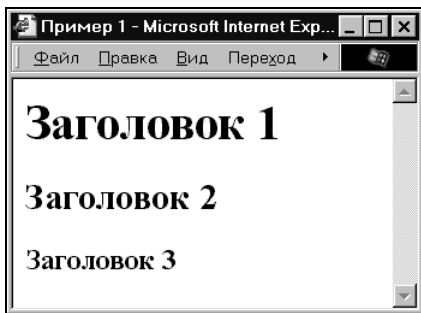 Пример 1 - Microsoft Internet Exp...
Файл Правка Вид Переход
Заголовок 1
Заголовок 2
Заголовок 3